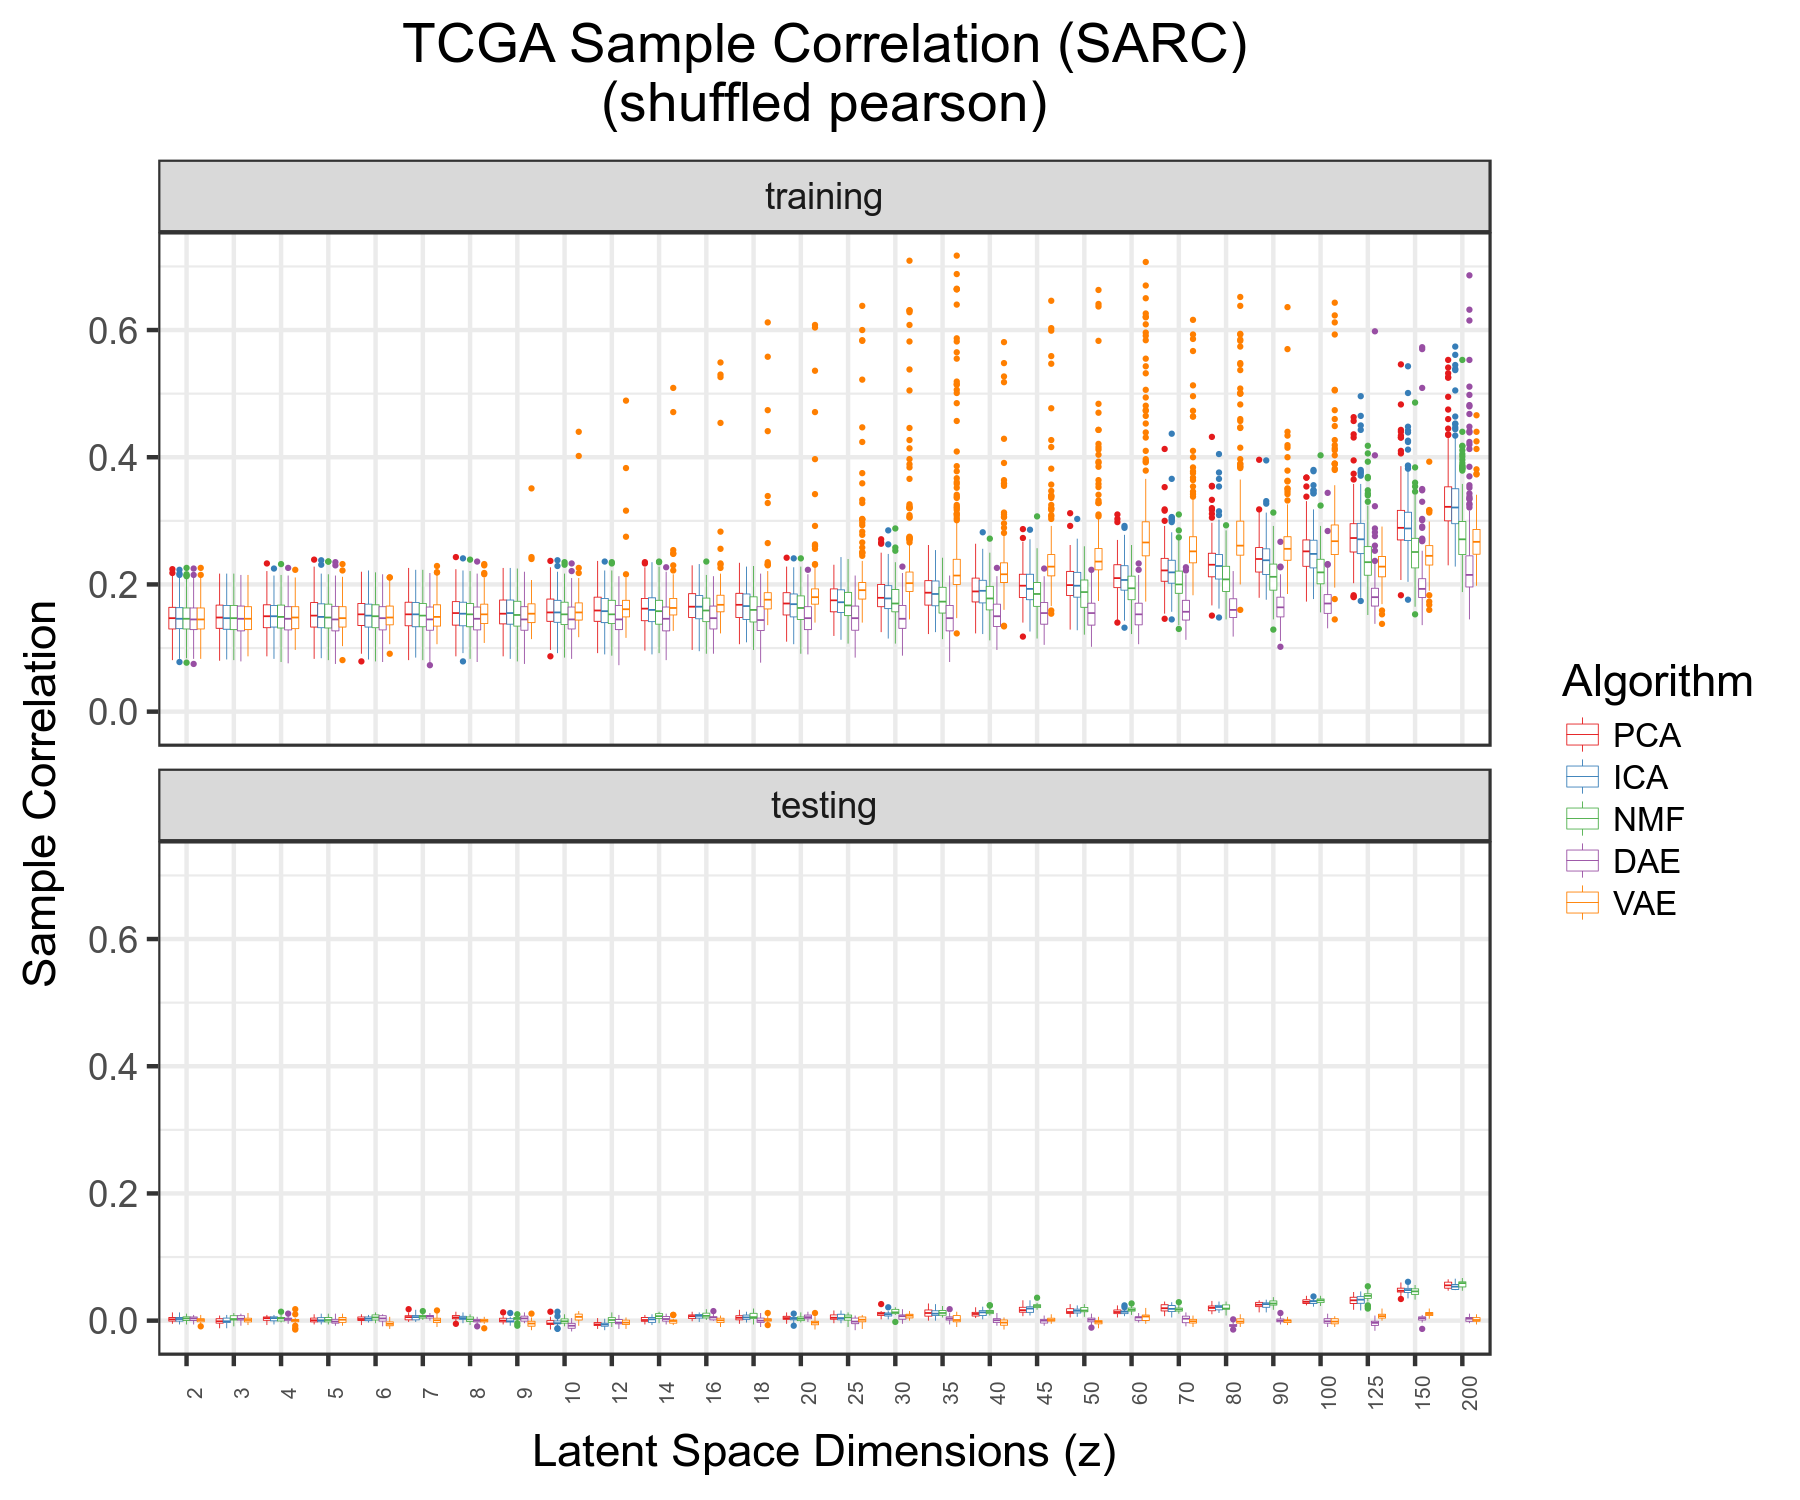 TCGA Sample Correlation (SARC)
(shuffled pearson)
training
0.6
0.4
0.2
0.0
testing
0.6
0.4
0.2
0.0
Sample Correlation
2 3 4 5 6 7 8 9 10 12 14 16 18 20 25 30 35 40 45 50 60 70 80 90 100 125 150 200
Latent Space Dimensions (z)
Algorithm
PCA
ICA
NMF
DAE
VAE